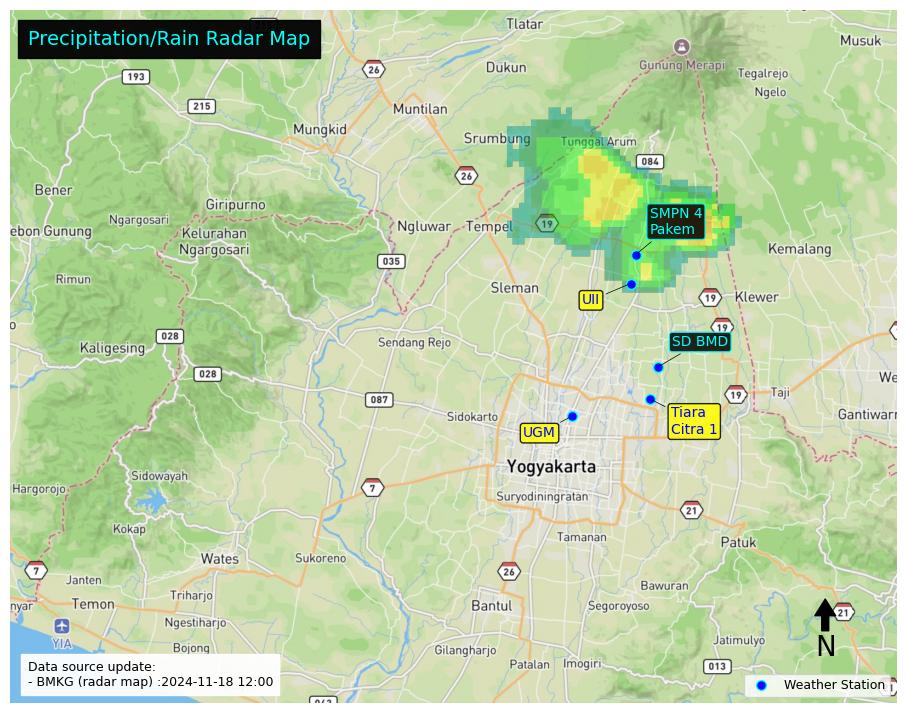 Precipitation/Rain Radar Map
Tlatar
Musuk
26
193
Dukun
Gunung Merapi
Tegalrejo
Ngelo
215
Muntilan
Mungkid
Srumbung
Tunggal Arum
084
26
Bener
Giripurno
Ngargosari
SMPN 4
Pakem
ebon Gunung
Kelurahan
Ngargosari
Ngluwar
Tempel
19
Kemalang
035
Rimun
Sleman
UII
19
Klewer
19
028
Kaligesing
Sendang Rejo
SD BMD
028
087
We
19
Taji
Sidokarto
Tiara
Citra 1
Gantiwarn
UGM
Yogyakarta
Sidowayah
Hargorojo
7
Suryodiningratan
21
Kokap
Tamanan
Patuk
Wates
Sukoreno
7
26
Janten
Bawuran
nyar
Temon
Triharjo
Bantul
Segoroyoso
21
YIA
Ngestiharjo
N
Bojong
Gilangharjo
Jatimulyo
Patalan
Imogiri
013
Data source update:
- BMKG (radar map) :2024-11-18 12:00
Weather Station